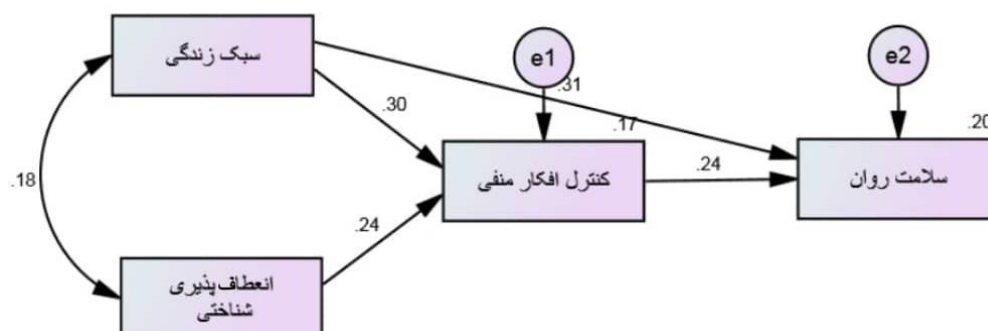 سبک زندگی
e1
e2
.31
.30
.17
.20
کنترل افکار منفی
.24
سلامت روان
.18
.24
انعطاف‌پذیری
شناختی